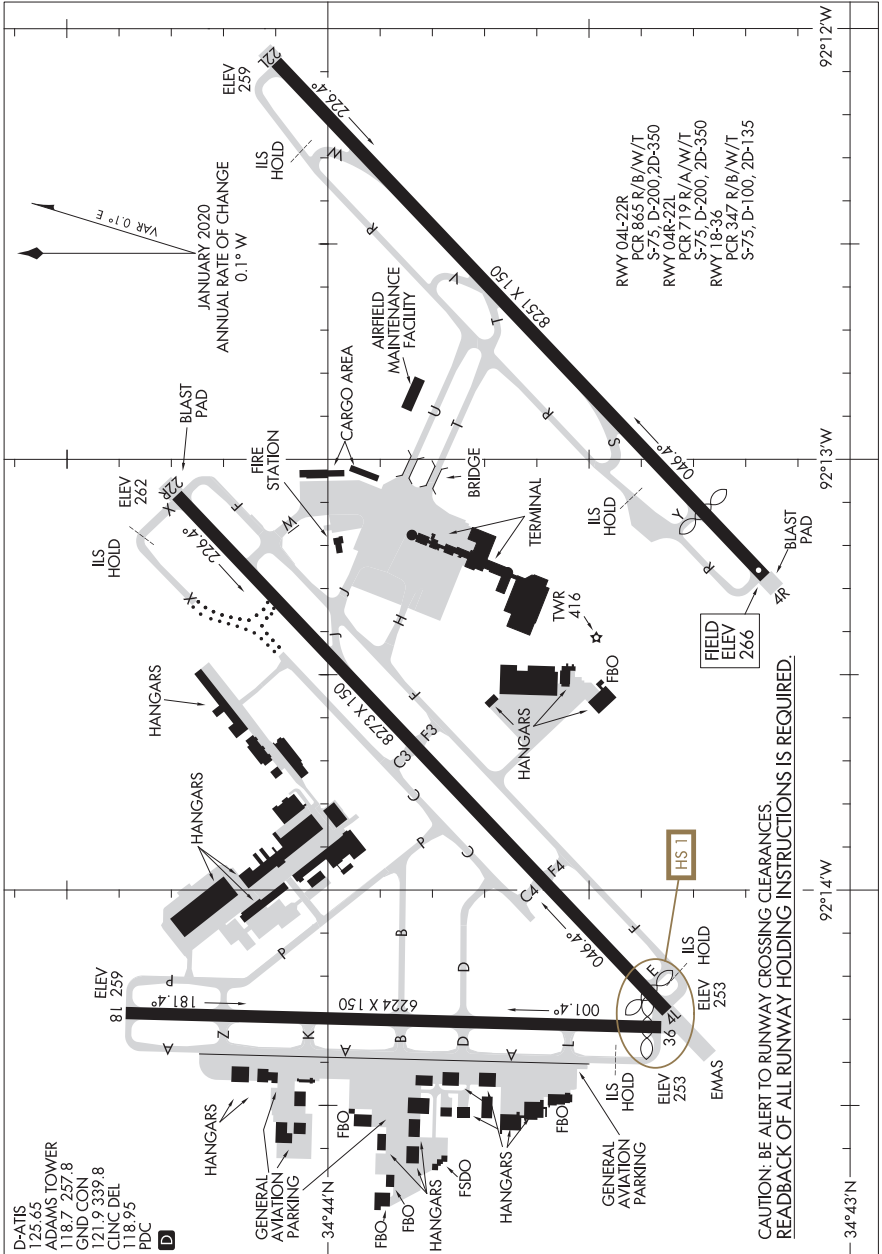 D-ATIS
125.65
ADAMS TOWER
118.7 257.8
GND CON
121.9 339.8
CLNC DEL
118.95
PDC
D
JANUARY 2020
ANNUAL RATE OF CHANGE
0.1° W
VAR 0.1° E
ELEV
259
22L
226.4°
ILS
HOLD
W
R
V
T
8251 X 150
R
S
046.4°
ILS
HOLD
Y
R
BLAST
PAD
4R
FIELD
ELEV
266
RWY 04L-22R
PCR 865 R/B/W/T
S-75, D-200, 2D-350
RWY 04R-22L
PCR 719 R/A/W/T
S-75, D-200, 2D-350
RWY 18-36
PCR 347 R/B/W/T
S-75, D-100, 2D-135
AIRFIELD
MAINTENANCE
FACILITY
U
T
CARGO AREA
BRIDGE
FIRE
STATION
TERMINAL
TWR
416
FBO
HANGARS
BLAST
PAD
ELEV
262
22R
X
ILS
HOLD
226.4°
F
W
X
J
J
H
F
8273 X 150
F3
C3
C
P
C
C4
F4
046.4°
F
E
ILS
HOLD
4L
ELEV
253
HS 1
HANGARS
HANGARS
P
P
ELEV
259
18
181.4°
6224 X 150
001.4°
36
A
Z
K
A
B
B
D
D
A
L
ILS
HOLD
ELEV
253
EMAS
HANGARS
GENERAL
AVIATION
PARKING
FBO
FBO
FBO
HANGARS
FSDO
HANGARS
FBO
GENERAL
AVIATION
PARKING
CAUTION: BE ALERT TO RUNWAY CROSSING CLEARANCES.
READBACK OF ALL RUNWAY HOLDING INSTRUCTIONS IS REQUIRED.
34°44'N
34°43'N
92°14'W
92°13'W
92°12'W